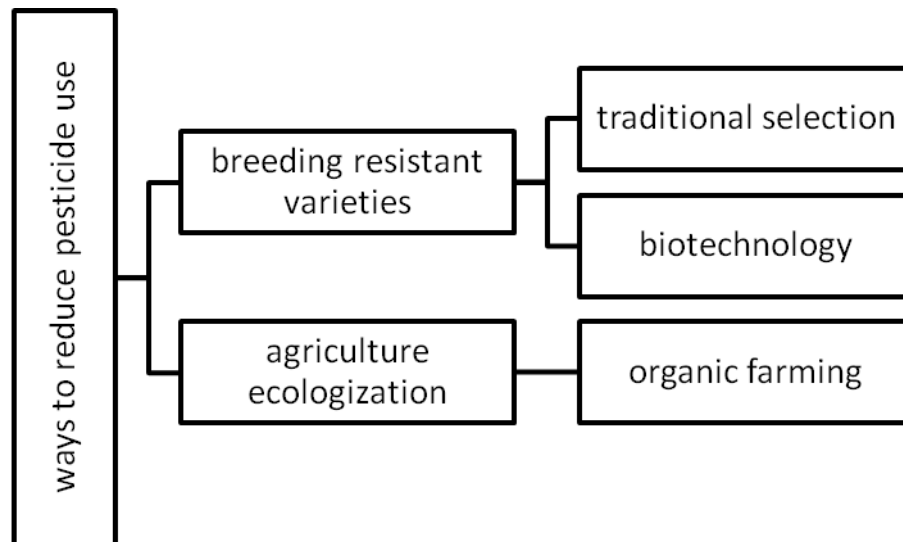 ways to reduce pesticide use
breeding resistant
varieties
traditional selection
biotechnology
agriculture
ecologization
organic farming